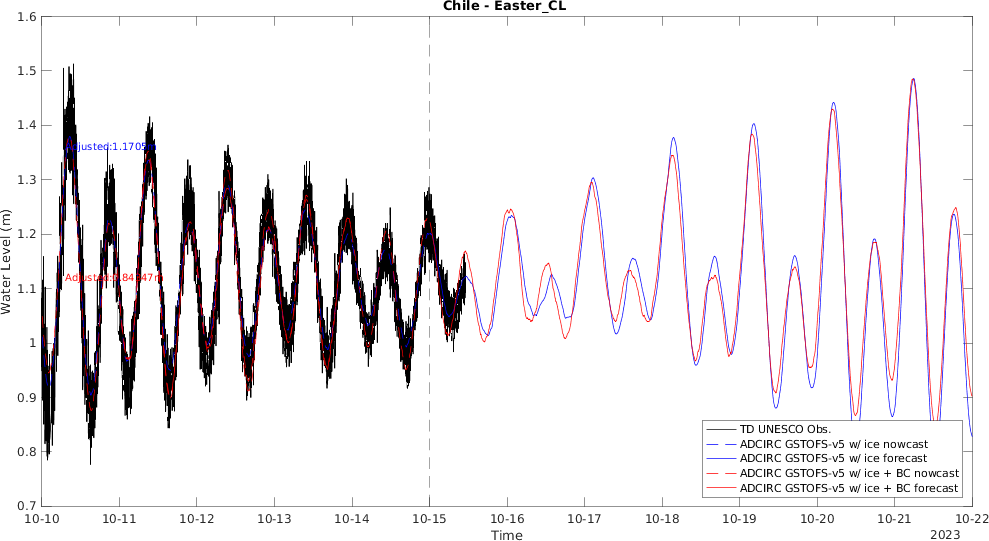 Chile - Easter_CL
Water Level (m)
1.6
1.5
1.4
1.3
1.2
1.1
1
0.9
0.8
0.7
Adjusted:1.1705
Adjusted:
10-10 10-11 10-12 10-13 10-14 10-15 10-16 10-17 10-18 10-19 10-20 10-21 10-22
Time
2023
TD UNESCO Obs.
ADCIRC GSTOFS-v5 w/ ice nowcast
ADCIRC GSTOFS-v5 w/ ice forecast
ADCIRC GSTOFS-v5 w/ ice + BC nowcast
ADCIRC GSTOFS-v5 w/ ice + BC forecast